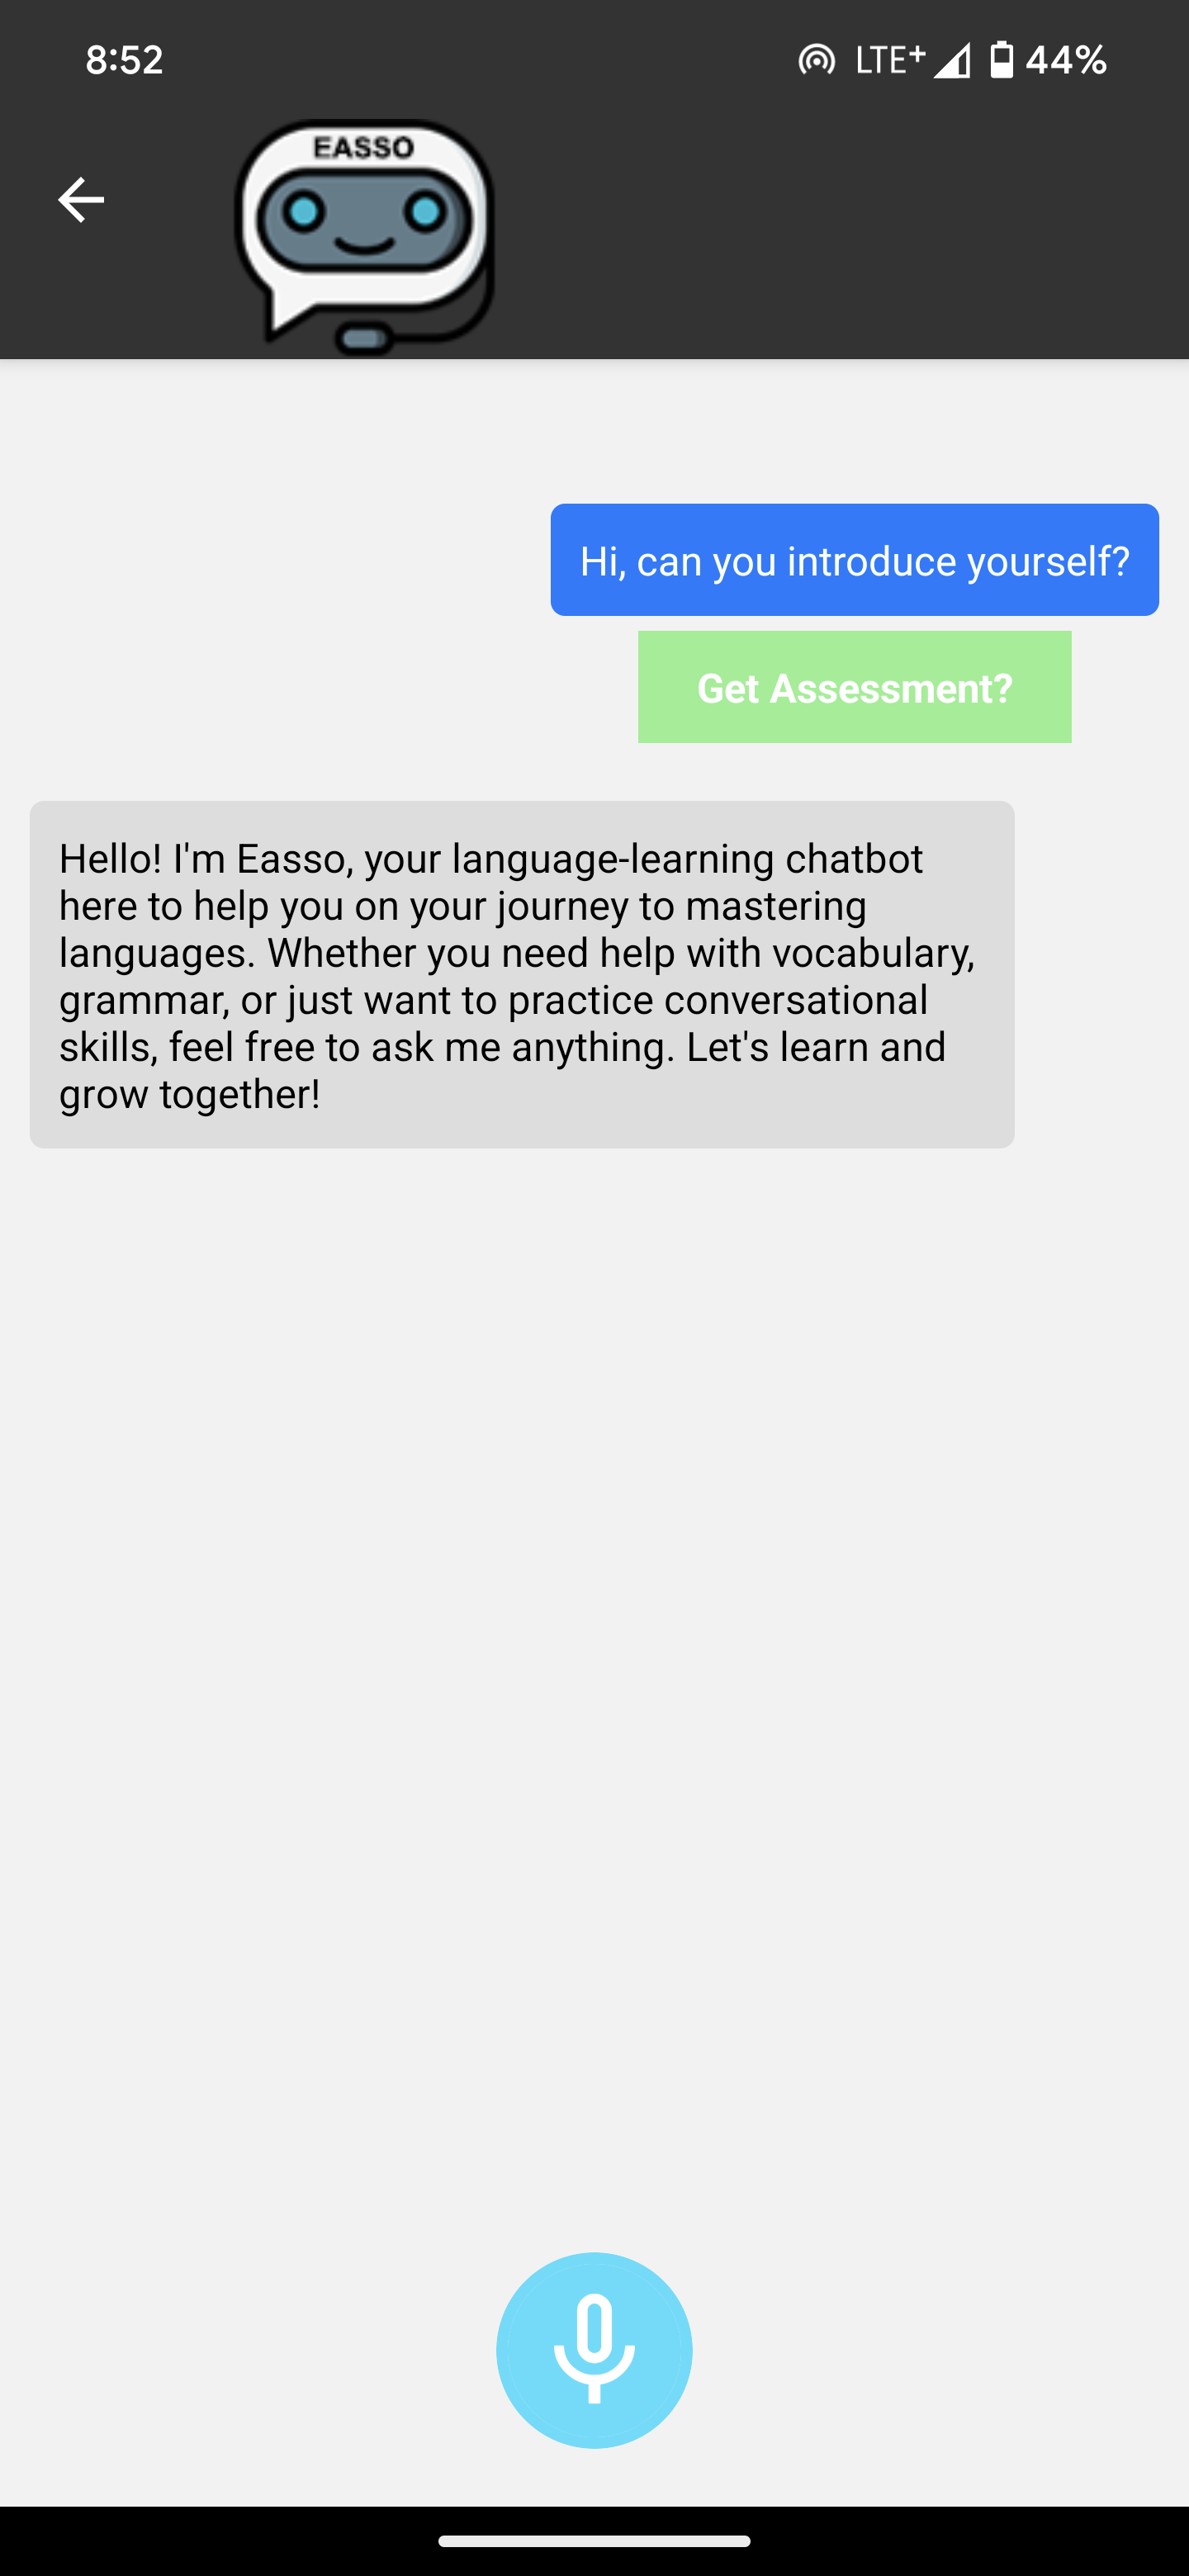 8:52
LTE+ 44%
EASSO
Hi, can you introduce yourself?
Get Assessment?
Hello! I'm Easso, your language-learning chatbot
here to help you on your journey to mastering
languages. Whether you need help with vocabulary,
grammar, or just want to practice conversational
skills, feel free to ask me anything. Let's learn and
grow together!